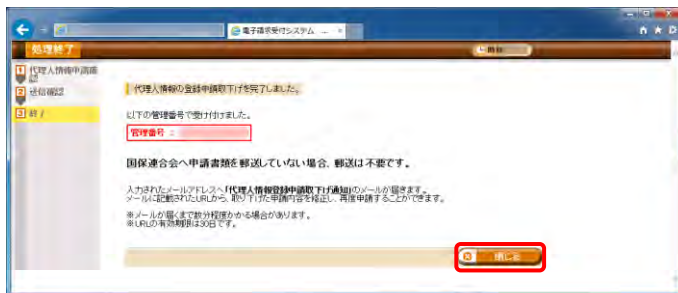 電子請求受付システム
処理終了
1 代理人情報申請確認
2 送信確認
3 終了
代理人情報の登録申請取下げを完了しました。
以下の管理番号で受け付けました。
管理番号 :
国保連合会へ申請書類を郵送していない場合、郵送は不要です。
入力されたメールアドレスへ「代理人情報登録申請取下げ通知」のメールが届きます。
メールに記載されたURLから、取り下げた申請内容を修正し、再度申請することができます。
※メールが届くまで数分程度かかる場合があります。
※URLの有効期限は30日です。
閉じる